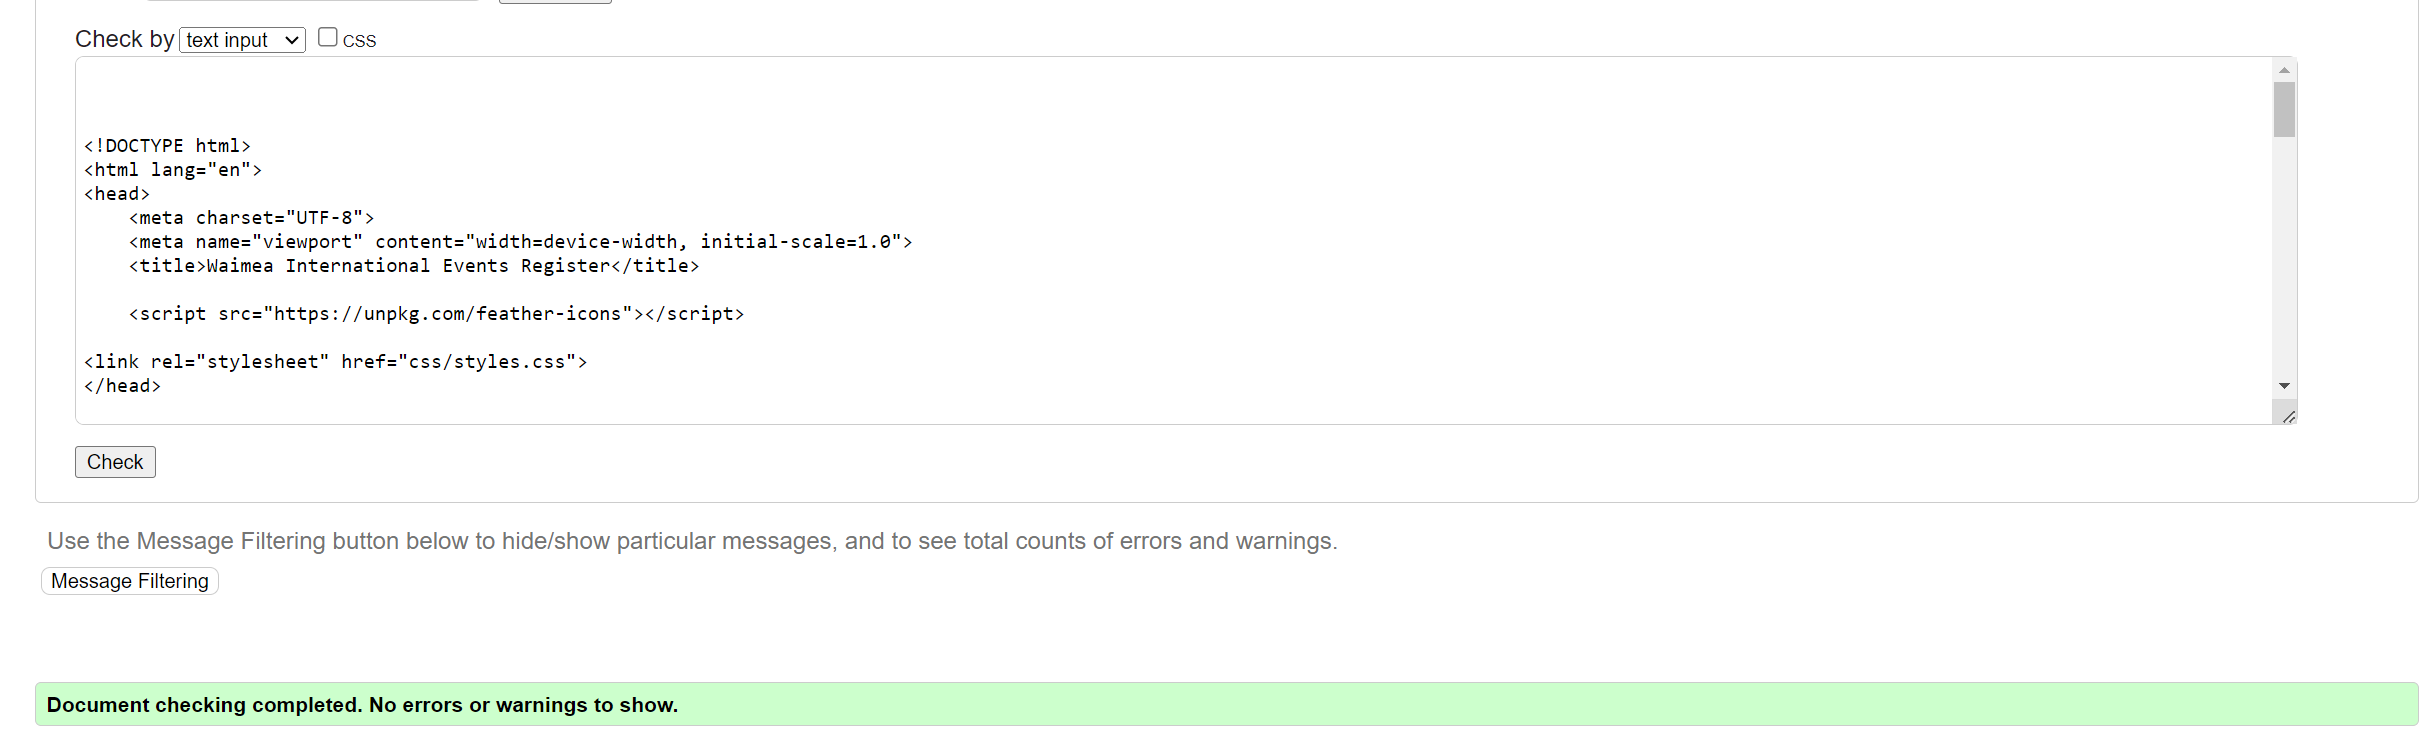 Check by text input CSS
<!DOCTYPE html>
<html lang="en">
<head>
    <meta charset="UTF-8">
    <meta name="viewport" content="width=device-width, initial-scale=1.0">
    <title>Waimea International Events Register</title>
    <script src="https://unpkg.com/feather-icons"></script>
<link rel="stylesheet" href="css/styles.css">
</head>
Check
Use the Message Filtering button below to hide/show particular messages, and to see total counts of errors and warnings.
Message Filtering
Document checking completed. No errors or warnings to show.